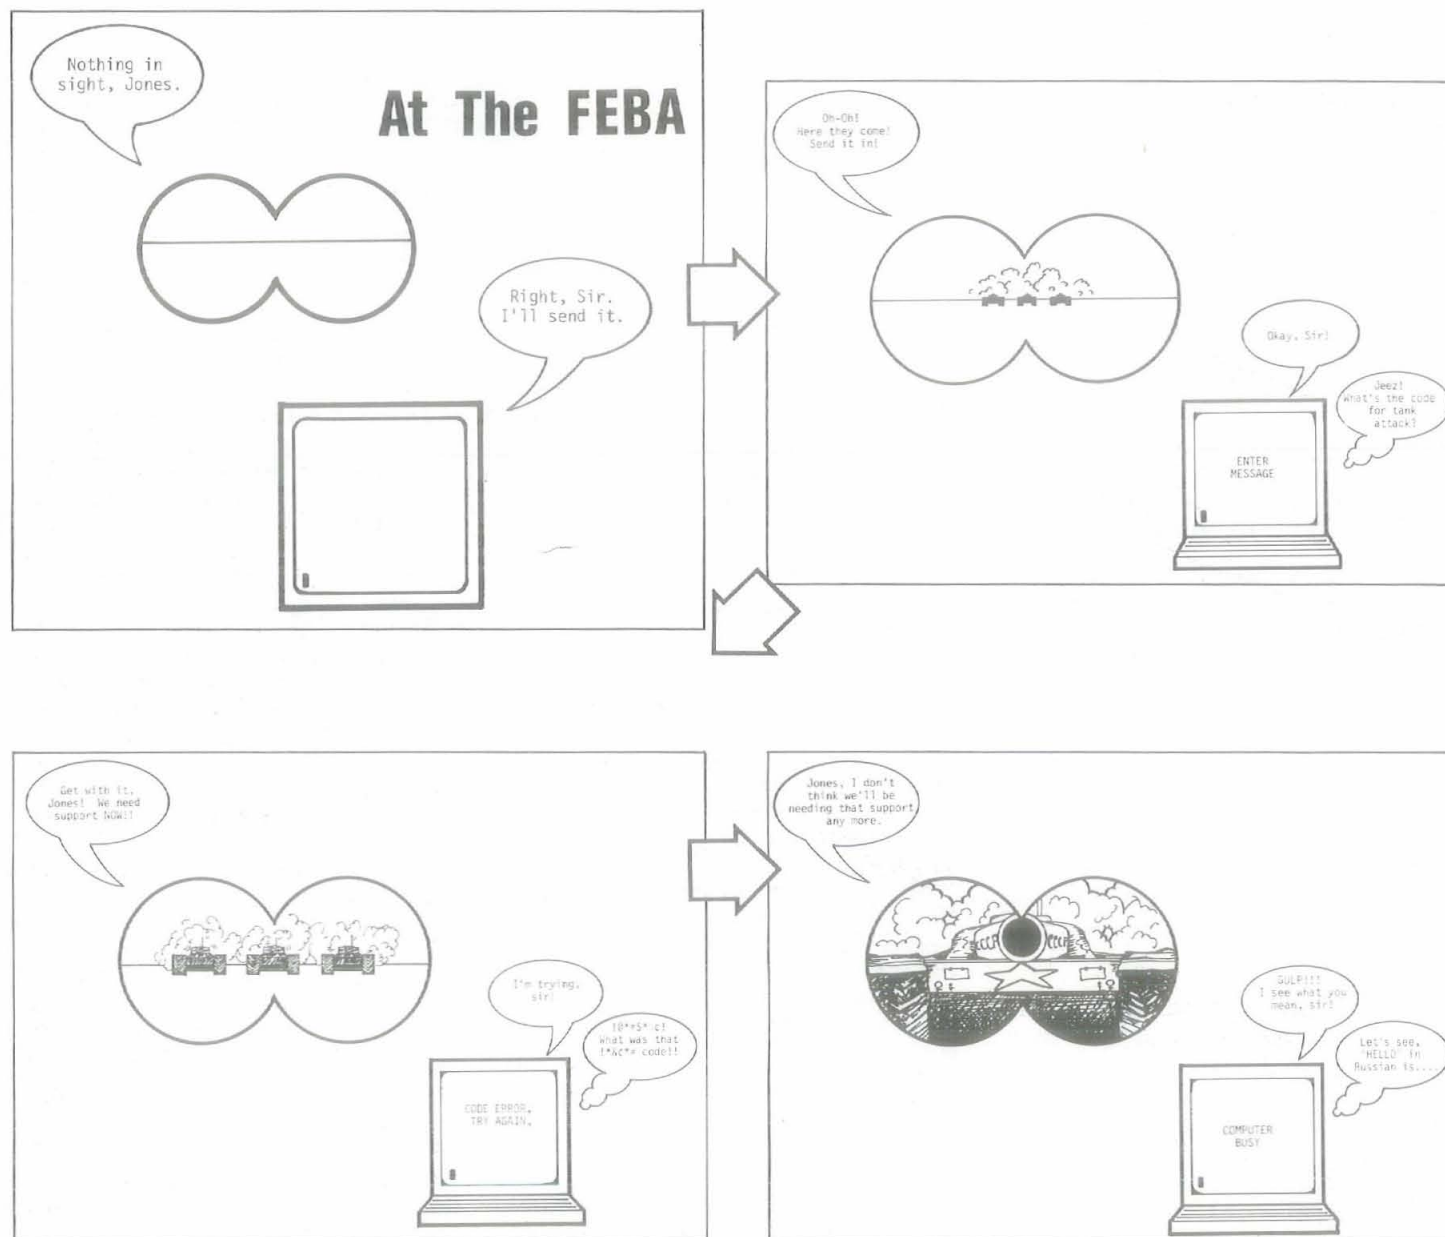 Nothing in
sight, Jones.
At The FEBA
Right, Sir.
I'll send it.
Oh-Oh!
Here they come!
Send it in!
Okay, Sir!
Jeez!
What's the code
for tank
attack?
ENTER
MESSAGE
Get with it,
Jones! We need
support NOW!!
I'm trying,
sir!
What was that
code!!
CODE ERROR,
TRY AGAIN.
Jones, I don't
think we'll be
needing that support
any more.
GULP!!!
I see what you
mean, sir!
Let's see,
"HELLO" in
Russian is....
COMPUTER
BUSY